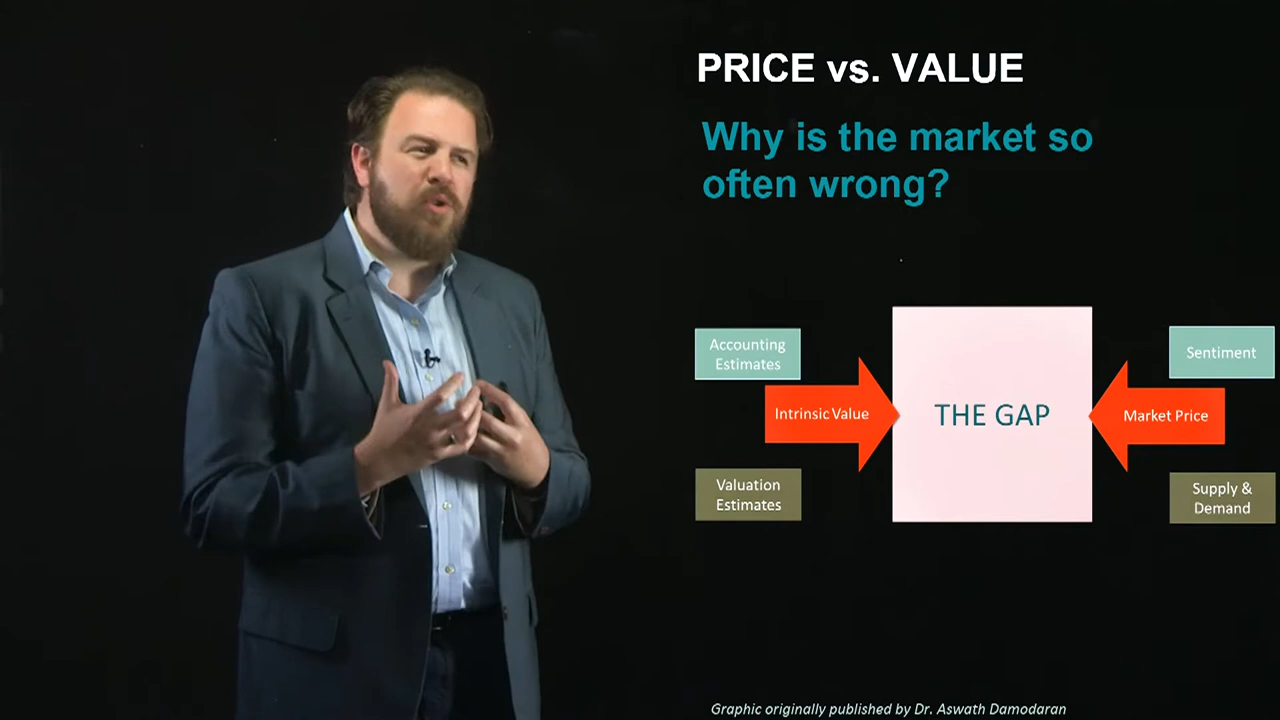 PRICE vs. VALUE
Why is the market so
often wrong?
Accounting
Estimates
Sentiment
Intrinsic Value
THE GAP
Market Price
Valuation
Estimates
Supply &
Demand
Graphic originally published by Dr. Aswath Damodaran